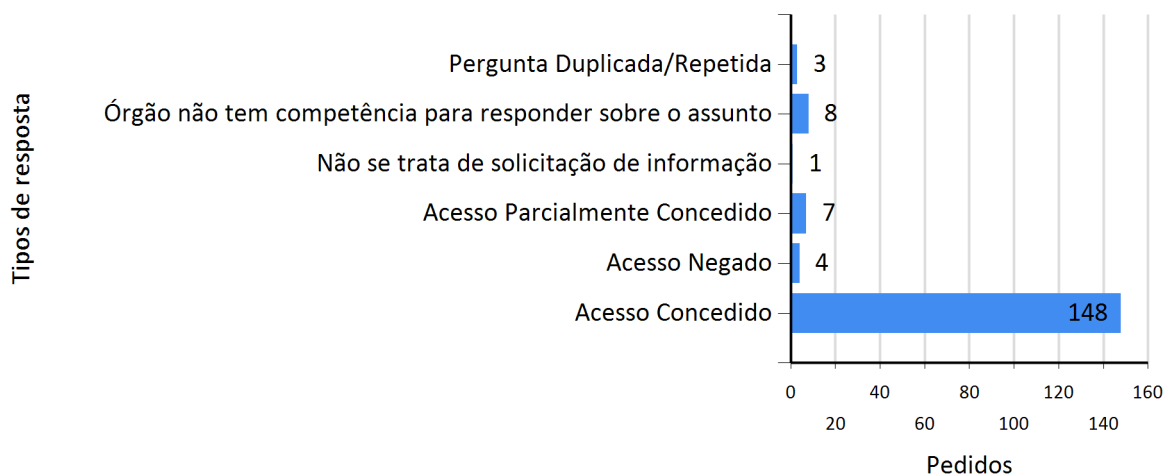 Tipos de resposta
Pergunta Duplicada/Repetida 3
Órgão não tem competência para responder sobre o assunto 8
Não se trata de solicitação de informação 1
Acesso Parcialmente Concedido 7
Acesso Negado 4
Acesso Concedido 148
0 40 80 120 160
20 60 100 140
Pedidos